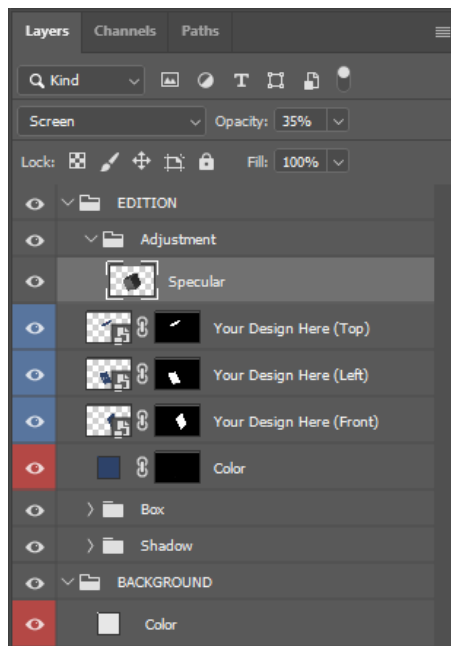 Layers Channels Paths
Kind T
Screen Opacity: 35%
Lock: Fill: 100%
EDITION
Adjustment
Specular
Your Design Here (Top)
Your Design Here (Left)
Your Design Here (Front)
Color
Box
Shadow
BACKGROUND
Color